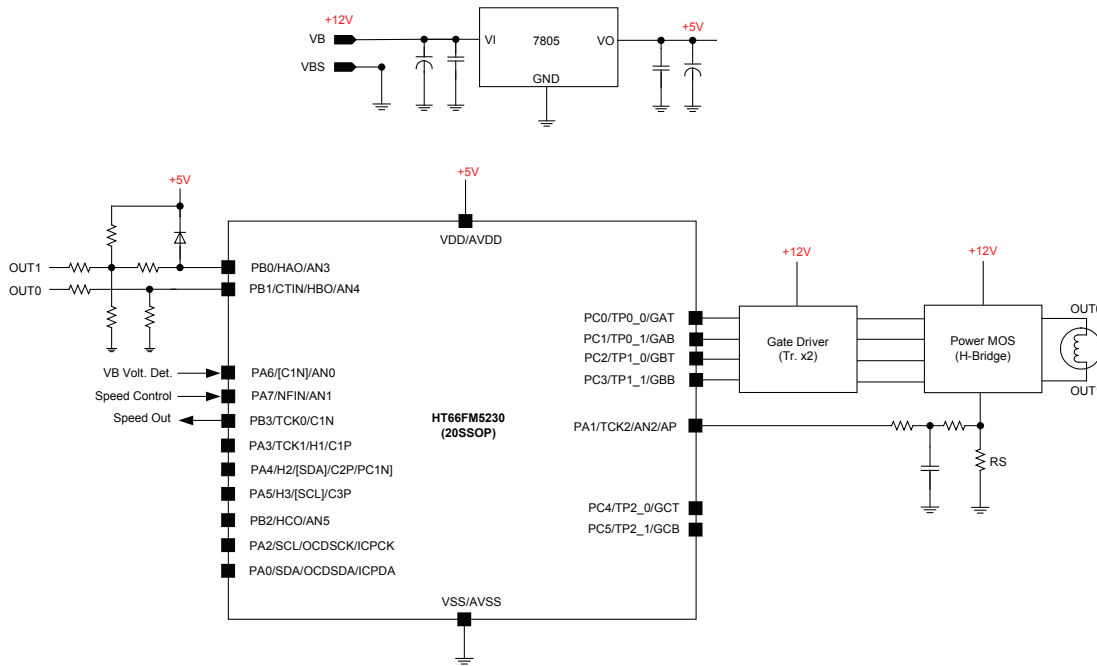 +12V
VB
VBS
VI
7805
VO
GND
+5V
+5V
+5V
VDD/AVDD
OUT1
OUT0
PB0/HAO/AN3
PB1/CTIN/HBO/AN4
VB Volt. Det.
PA6/[C1N]/AN0
Speed Control
PA7/NFIN/AN1
Speed Out
PB3/TCK0/C1N
PA3/TCK1/H1/C1P
PA4/H2/[SDA]/C2P/PC1N]
PA5/H3/[SCL]/C3P
PB2/HCO/AN5
PA2/SCL/OCDSCK/ICPCK
PA0/SDA/OCDSDA/ICPDA
HT66FM5230
(20SSOP)
VSS/AVSS
PC0/TP0_0/GAT
PC1/TP0_1/GAB
PC2/TP1_0/GBT
PC3/TP1_1/GBB
PA1/TCK2/AN2/AP
PC4/TP2_0/GCT
PC5/TP2_1/GCB
+12V
Gate Driver
(Tr. x2)
+12V
Power MOS
(H-Bridge)
OUT0
OUT1
RS